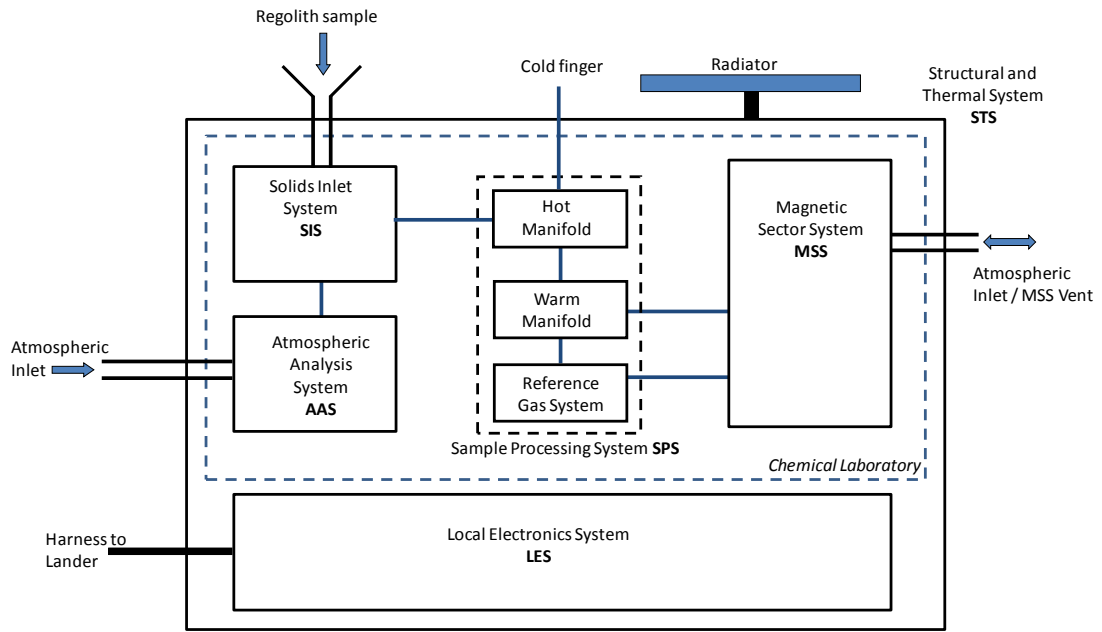 Regolith sample
Cold finger
Radiator
Structural and
Thermal System
STS
Solids Inlet
System
SIS
Hot
Manifold
Magnetic
Sector System
MSS
Atmospheric
Inlet / MSS Vent
Warm
Manifold
Atmospheric
Inlet
Atmospheric
Analysis
System
AAS
Reference
Gas System
Sample Processing System SPS
Chemical Laboratory
Harness to
Lander
Local Electronics System
LES